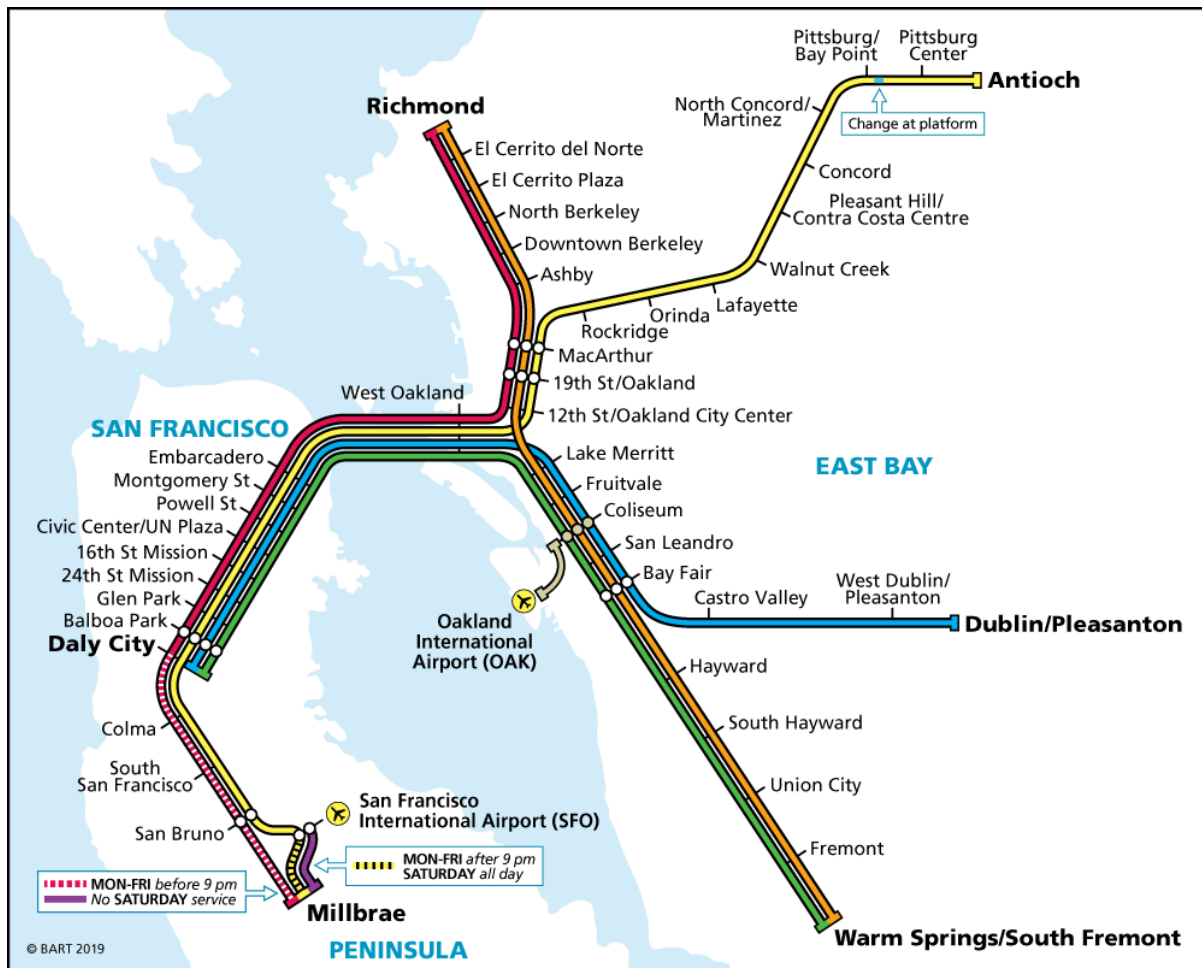 Pittsburg/
Bay Point
Pittsburg
Center
Antioch
Richmond
North Concord/
Martinez
Change at platform
El Cerrito del Norte
El Cerrito Plaza
Concord
North Berkeley
Pleasant Hill/
Contra Costa Centre
Downtown Berkeley
Ashby
Walnut Creek
Lafayette
Orinda
Rockridge
MacArthur
19th St/Oakland
West Oakland
12th St/Oakland City Center
SAN FRANCISCO
Embarcadero
Lake Merritt
EAST BAY
Montgomery St
Fruitvale
Powell St
Coliseum
Civic Center/UN Plaza
San Leandro
16th St Mission
24th St Mission
Bay Fair
Glen Park
Castro Valley
West Dublin/
Pleasanton
Balboa Park
Daly City
Oakland
International
Airport (OAK)
Dublin/Pleasanton
Hayward
Colma
South Hayward
South
San Francisco
Union City
San Bruno
San Francisco
International Airport (SFO)
Fremont
MON-FRI after 9 pm
SATURDAY all day
MON-FRI before 9 pm
No SATURDAY service
Millbrae
Warm Springs/South Fremont
© BART 2019
PENINSULA